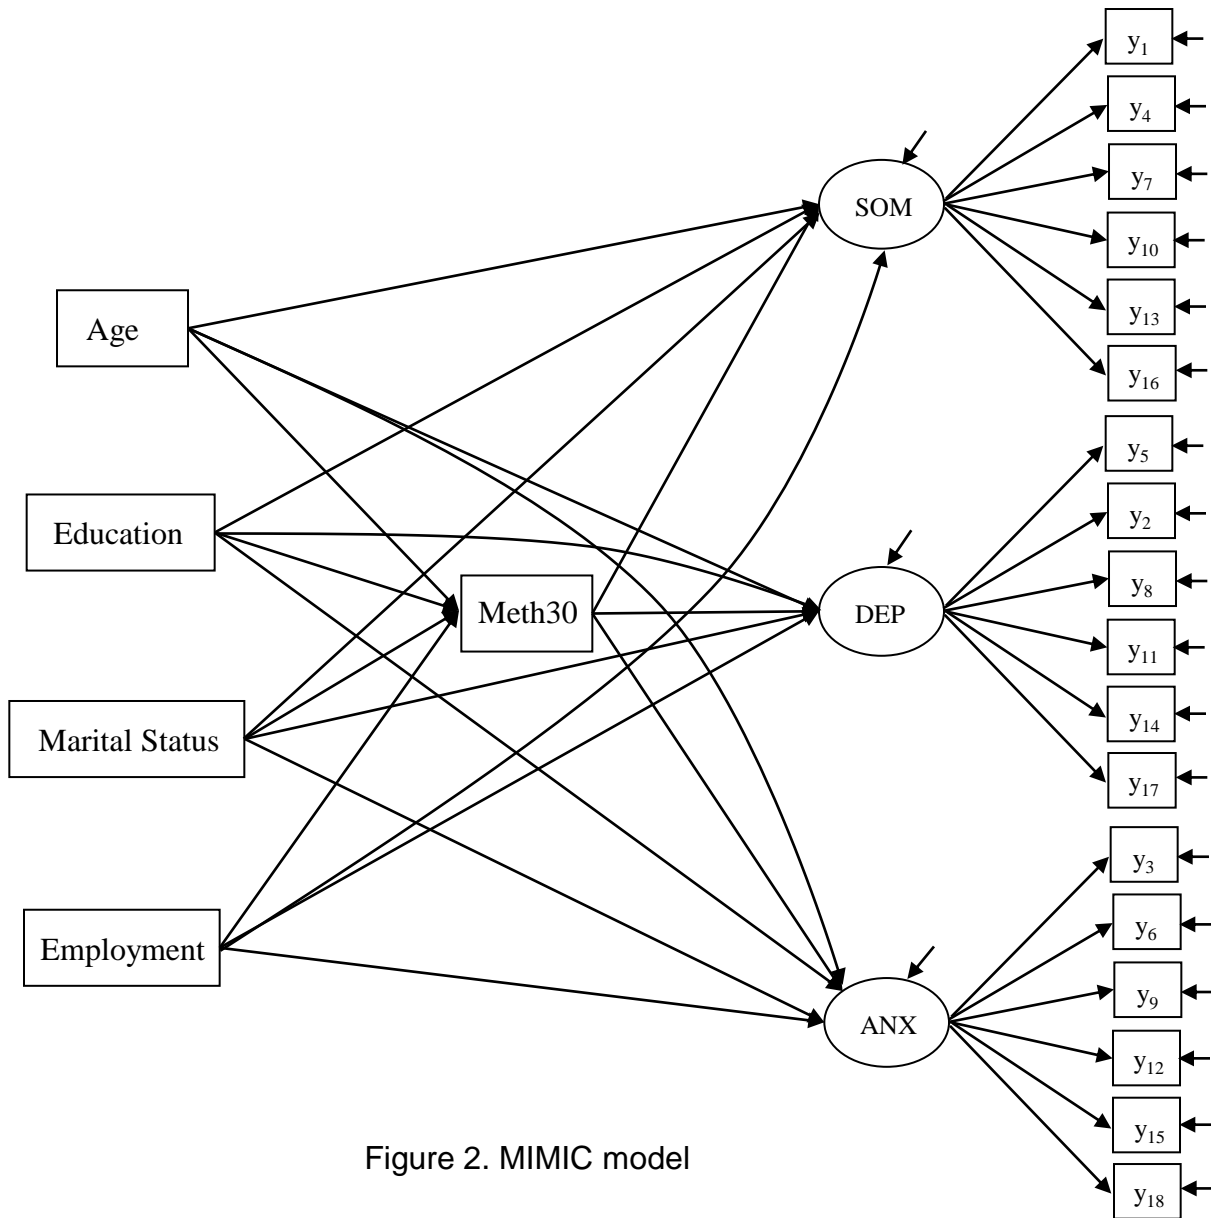 y1
y4
y7
SOM
y10
y13
y16
Age
y5
Education
y2
y8
Meth30
DEP
y11
y14
Marital Status
y17
y3
Employment
y6
y9
ANX
y12
y15
Figure 2. MIMIC model
y18